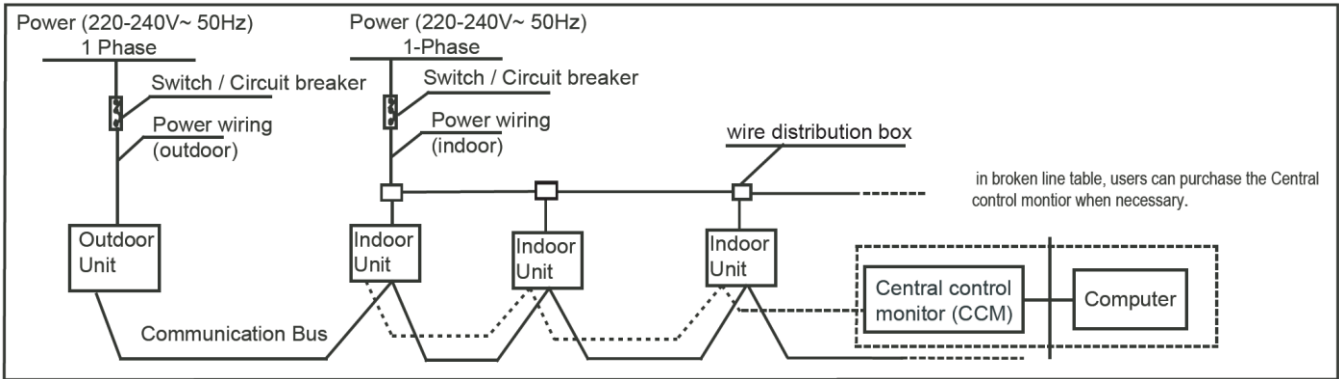 Power (220-240V~ 50Hz)
1 Phase
Switch / Circuit breaker
Power wiring
(outdoor)
Outdoor
Unit
Power (220-240V~ 50Hz)
1-Phase
Switch / Circuit breaker
Power wiring
(indoor)
wire distribution box
in broken line table, users can purchase the Central
control montior when necessary.
Indoor
Unit
Indoor
Unit
Indoor
Unit
Central control
monitor (CCM)
Computer
Communication Bus